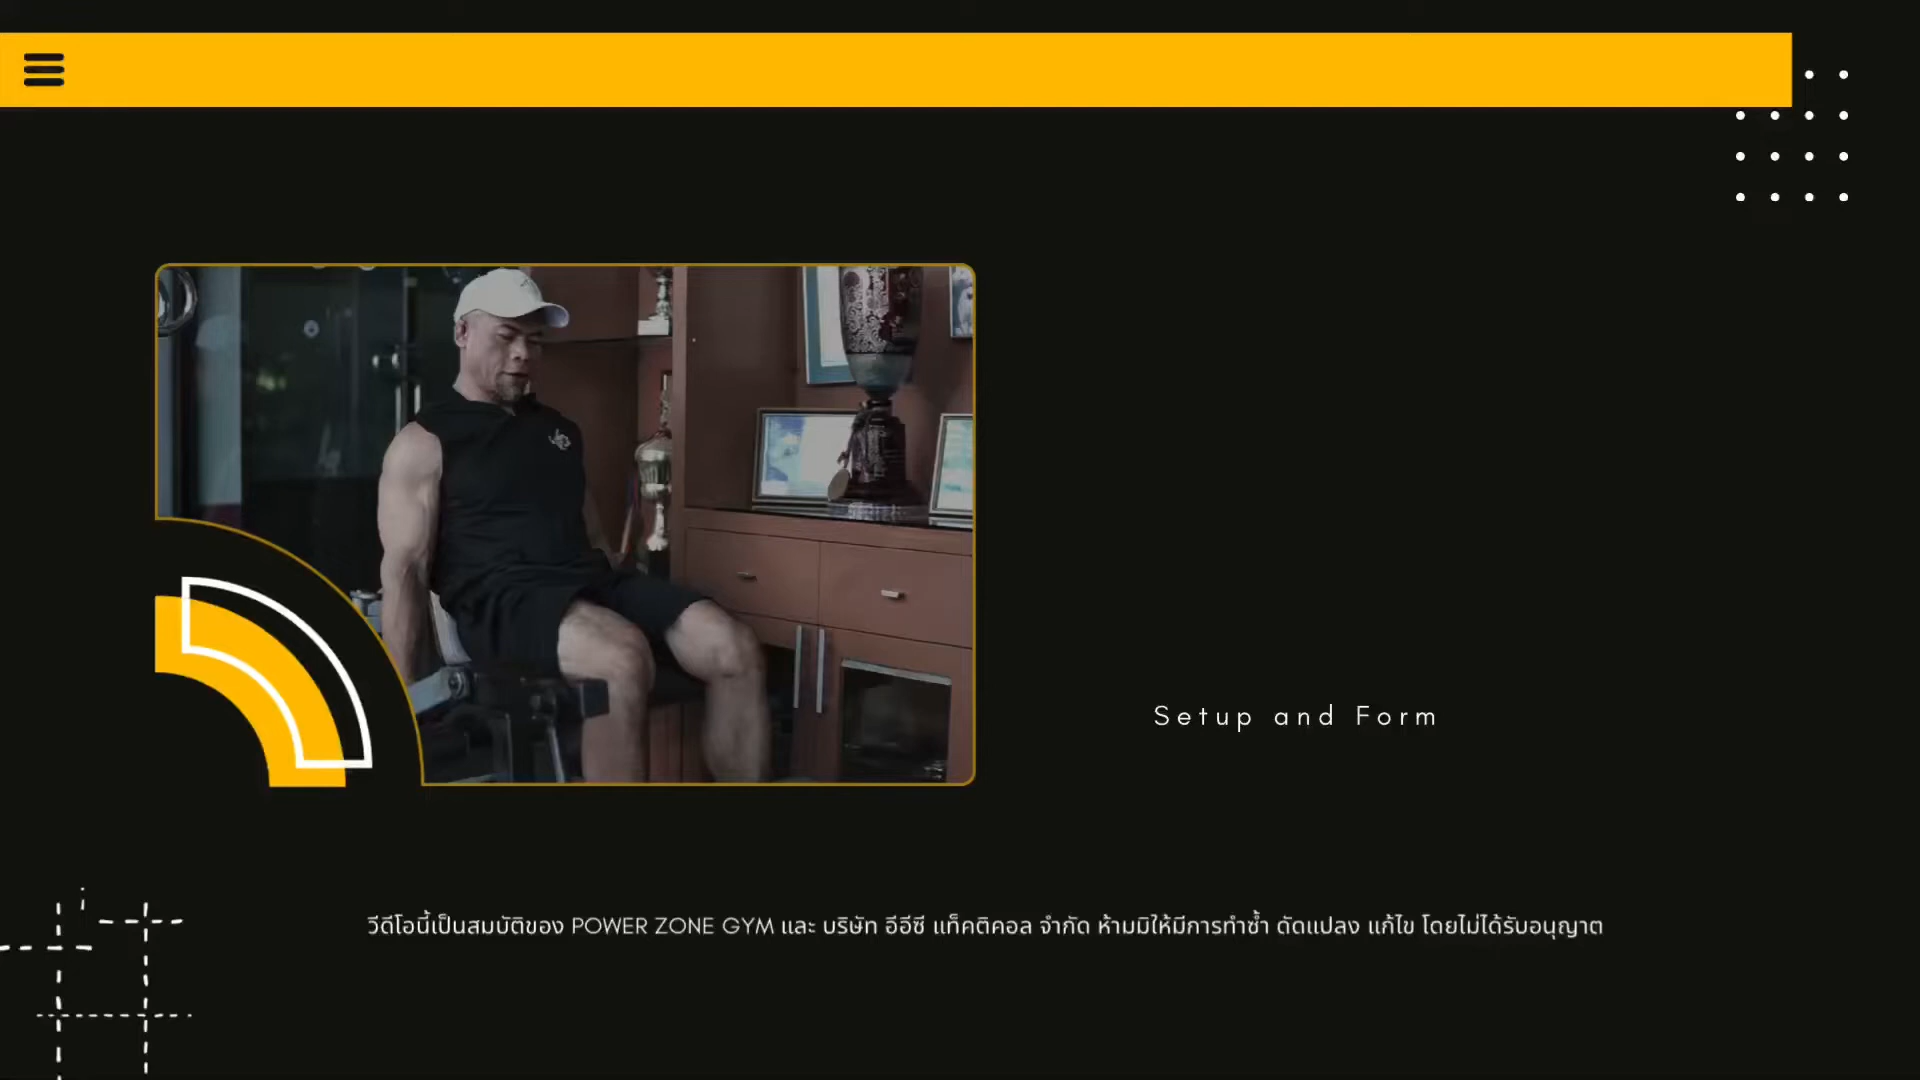 Setup and Form
วีดีโอนี้เป็นสมบัติของ POWER ZONE GYM และ บริษัท อีอีซี แท็คติคอล จำกัด ห้ามมิให้มีการทำซ้ำ ดัดแปลง แก้ไข โดยไม่ได้รับอนุญาต